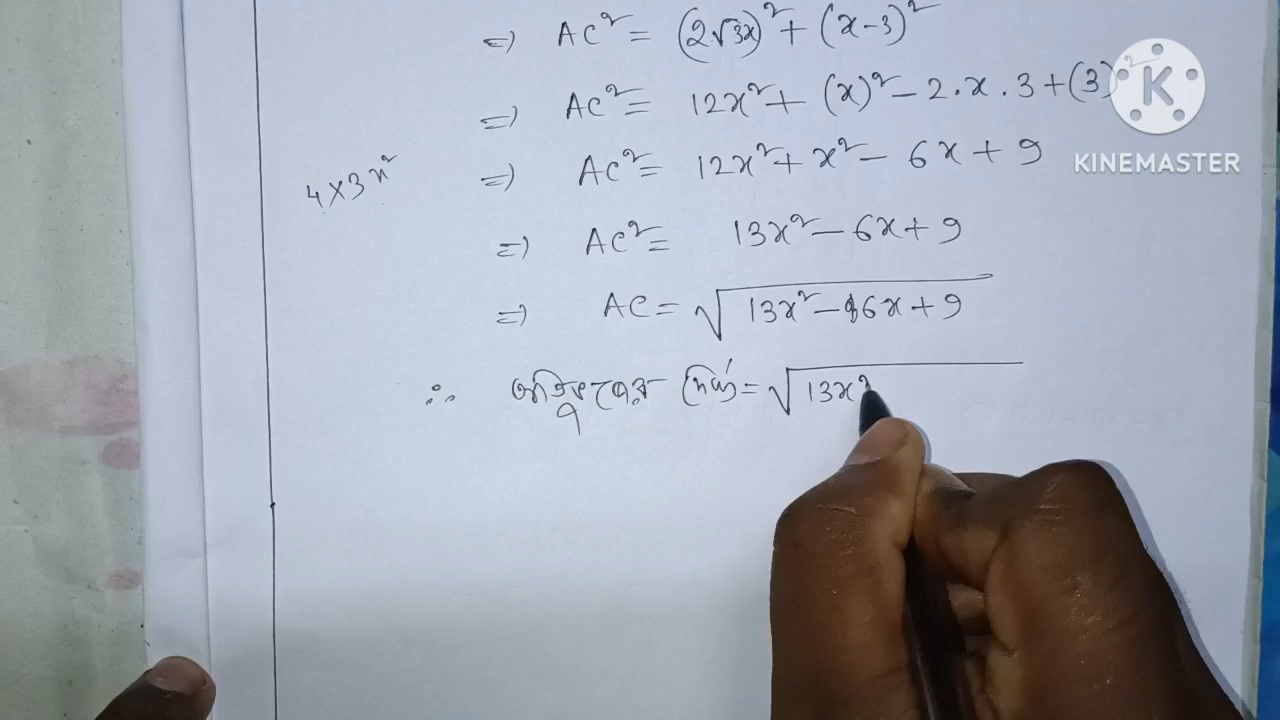 =) AC² = (2√3x)² + (x-3)²
=) AC² = 12x² + (x)² - 2.x.3 + (3)²
KINEMASTER
4×3x²
=) AC² = 12x² + x² - 6x + 9
=) AC² = 13x² - 6x + 9
=) AC = √13x² - 6x + 9
∴ অতিভুজের দৈর্ঘ্য = √13x²